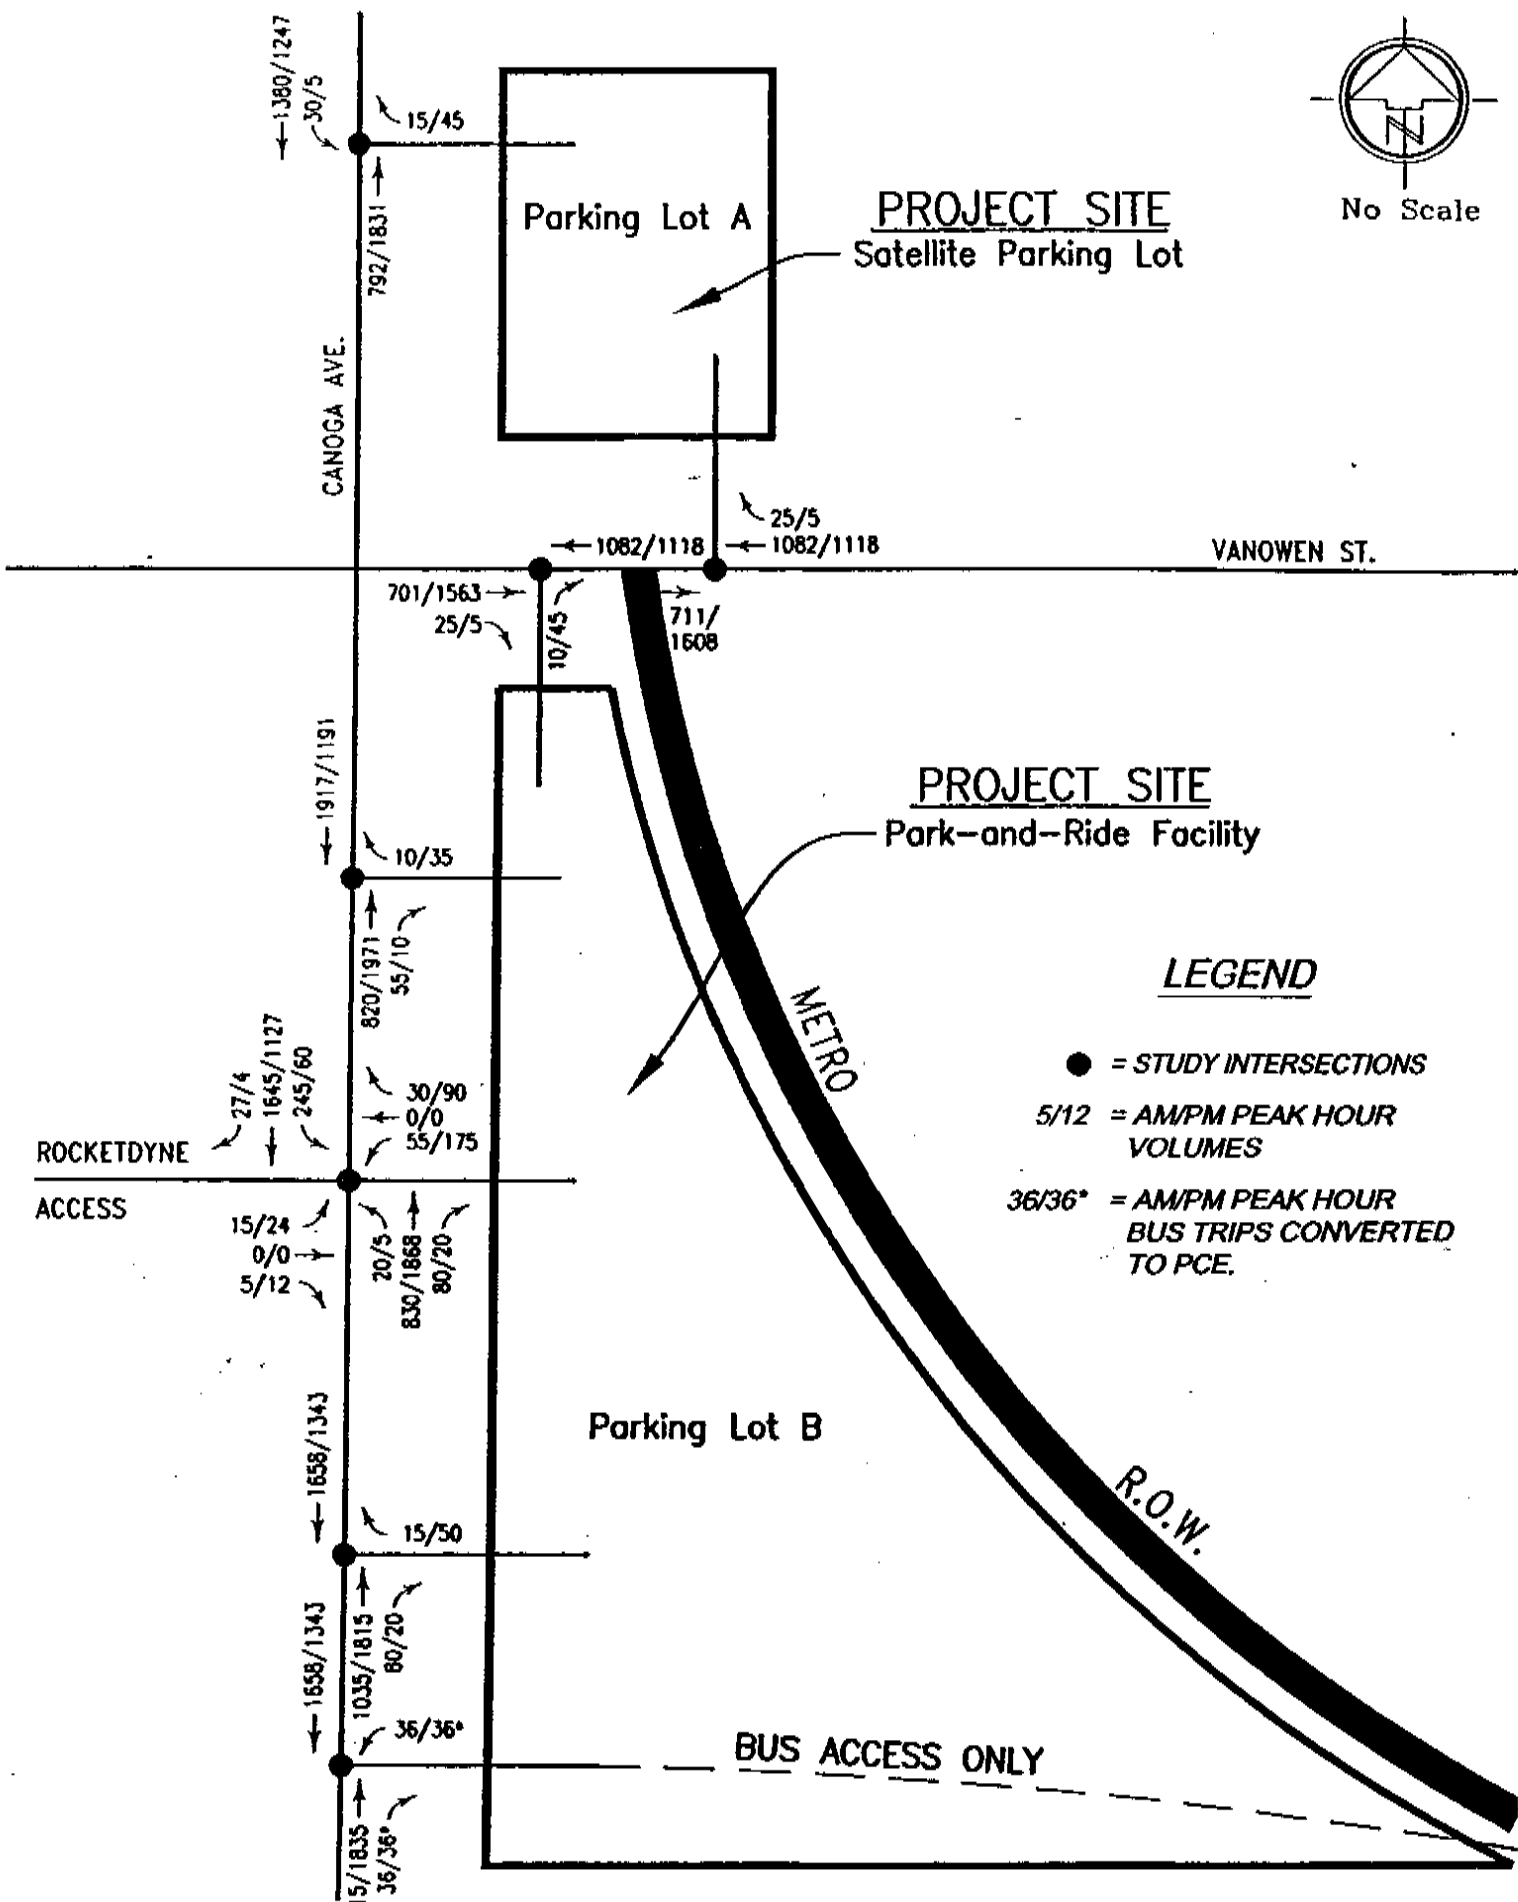 1380/1247
30/5
15/45
792/1831
Parking Lot A
PROJECT SITE
Satellite Parking Lot
N
No Scale
CANOGA AVE.
25/5
1082/1118
1082/1118
VANOWEN ST.
701/1563
25/5
10/45
711/
1608
1917/1191
10/35
820/1971
55/10
PROJECT SITE
Park-and-Ride Facility
METRO
R.O.W.
LEGEND
= STUDY INTERSECTIONS
5/12 = AM/PM PEAK HOUR
VOLUMES
36/36* = AM/PM PEAK HOUR
BUS TRIPS CONVERTED
TO PCE.
27/4
1645/1127
245/60
30/90
0/0
55/175
ROCKETDYNE
ACCESS
15/24
0/0
5/12
20/5
830/1868
80/20
Parking Lot B
1658/1343
15/50
1658/1343
1035/1815
80/20
36/36*
BUS ACCESS ONLY
15/1835
36/36*